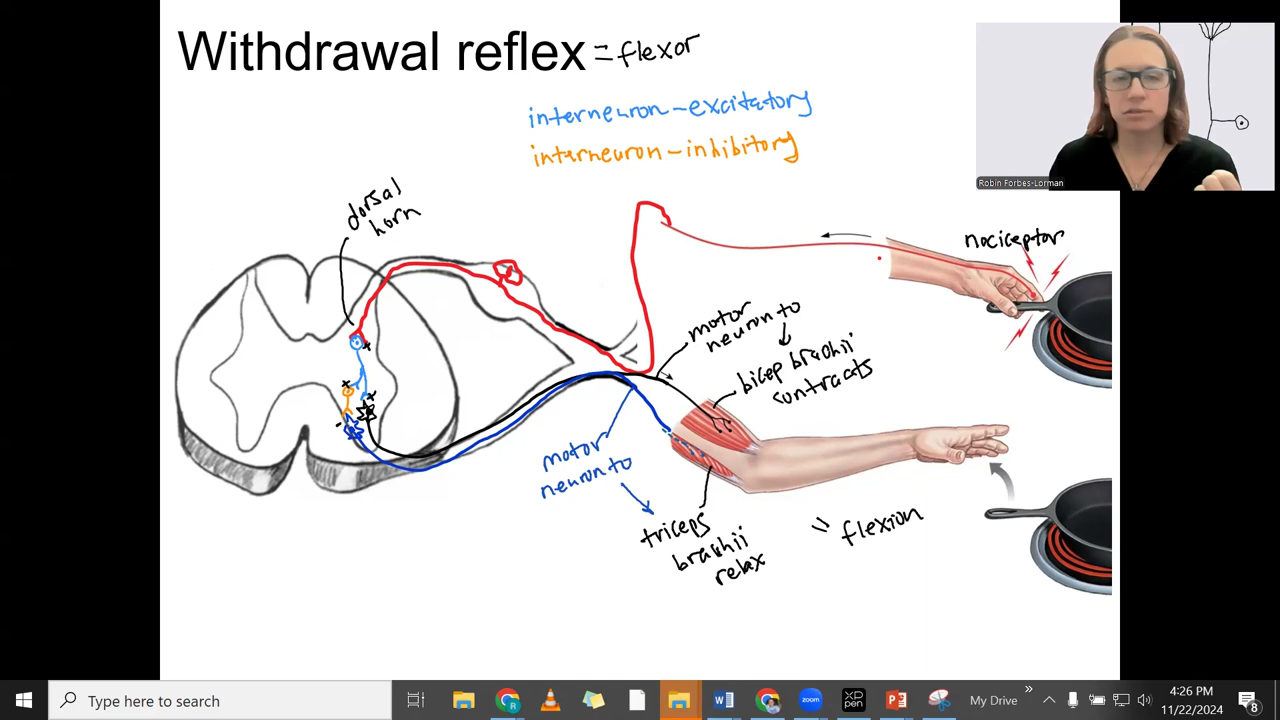 Withdrawal reflex = flexor
interneuron - excitatory
interneuron - inhibitory
Robin Forbes-Lorman
dorsal
horn
nociceptor
motor
neuron to
bicep brachii
contracts
motor
neuron to
triceps
brachii
relax
= flexion
Type here to search
My Drive
4:26 PM
11/22/2024
8